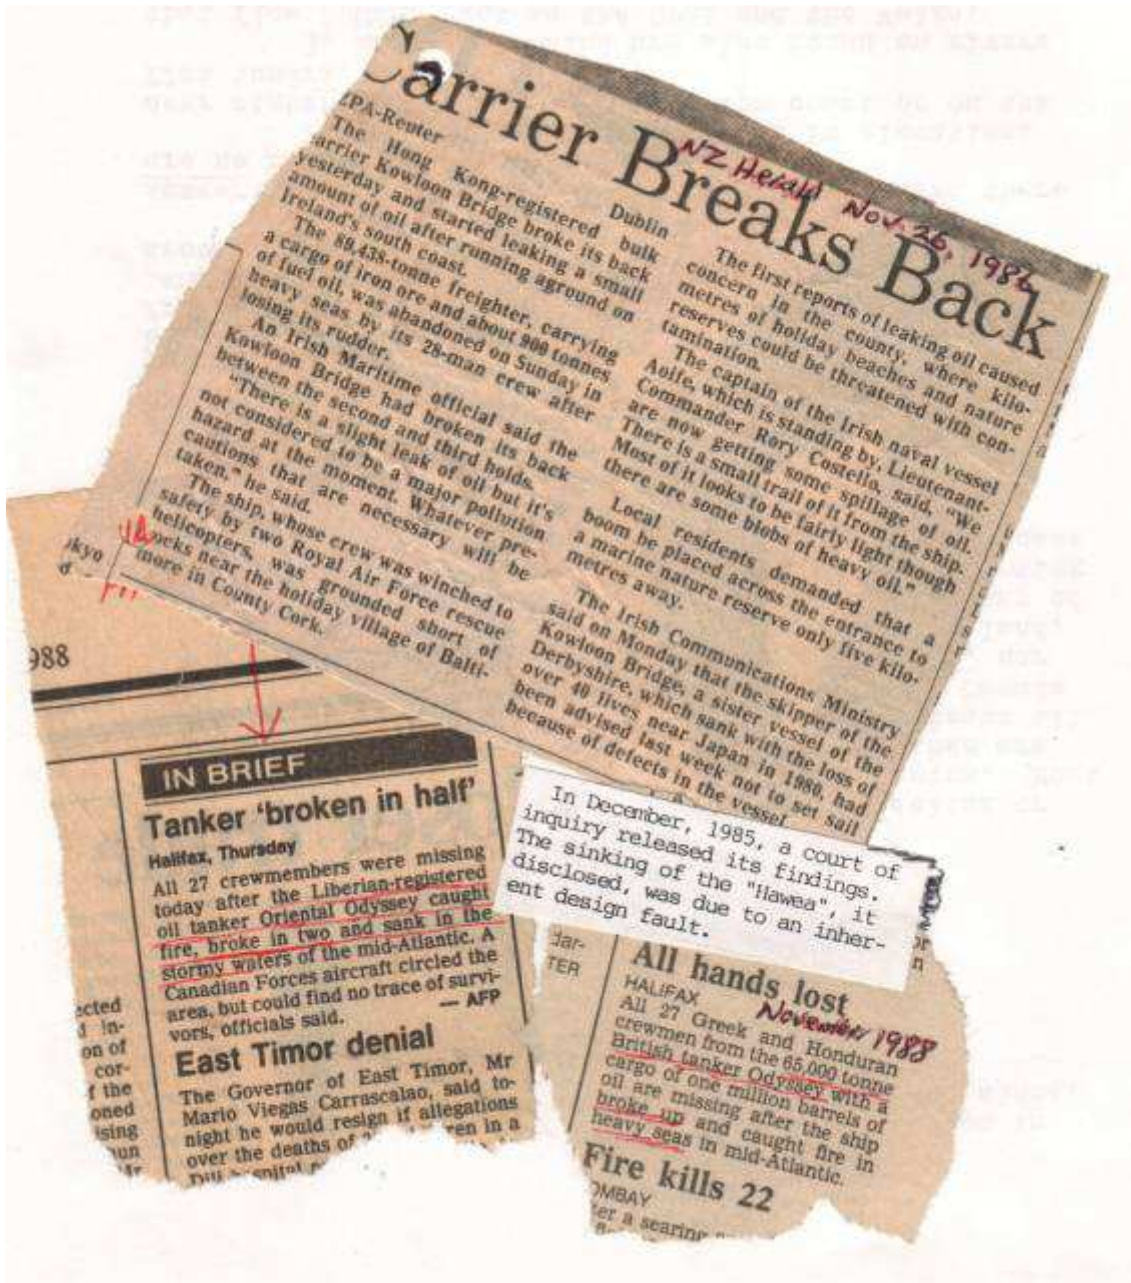 Carrier Breaks Back
NZ Herald Nov. 26, 1986
NZPA-Reuter Dublin
The Hong Kong-registered bulk
carrier Kowloon Bridge broke its back
yesterday and started leaking a small
amount of oil after running aground on
Ireland's south coast.
The 89,438-tonne freighter, carrying
a cargo of iron ore and about 900 tonnes
of fuel oil, was abandoned on Sunday in
heavy seas by its 28-man crew after
losing its rudder.
An Irish Maritime official said the
Kowloon Bridge had broken its back
between the second and third holds.
"There is a slight leak of oil but it's
not considered to be a major pollution
hazard at the moment. Whatever pre-
cautions that are necessary will be
taken," he said.
The ship, whose crew was winched to
safety by two Royal Air Force rescue
helicopters, was grounded short of
rocks near the holiday village of Balti-
more in County Cork.
The first reports of leaking oil caused
concern in the county, where kilo-
metres of holiday beaches and nature
reserves could be threatened with con-
tamination.
The captain of the Irish naval vessel
Aoife, which is standing by, Lieutenant-
Commander Rory Costello, said, "We
are now getting some spillage of oil.
There is a small trail of it from the ship.
Most of it looks to be fairly light though
there are some blobs of heavy oil."
Local residents demanded that a
boom be placed across the entrance to
a marine nature reserve only five kilo-
metres away.
The Irish Communications Ministry
said on Monday that the skipper of the
Kowloon Bridge, a sister vessel of the
Derbyshire, which sank with the loss of
over 40 lives near Japan in 1980, had
been advised last week not to set sail
because of defects in the vessel.
988
IN BRIEF
Tanker 'broken in half'
Halifax, Thursday
All 27 crewmembers were missing
today after the Liberian-registered
oil tanker Oriental Odyssey caught
fire, broke in two and sank in the
stormy waters of the mid-Atlantic. A
Canadian Forces aircraft circled the
area, but could find no trace of survi-
vors, officials said.
— AFP
East Timor denial
The Governor of East Timor, Mr
Mario Viegas Carrascalao, said to-
night he would resign if allegations
over the deaths of
ected
on of
cor-
f the
oned
ising
In December, 1985, a court of
inquiry released its findings.
The sinking of the "Hawea", it
disclosed, was due to an inher-
ent design fault.
dar-
TER
All hands lost
HALIFAX
November 1988
All 27 Greek and Honduran
crewmen from the 65,000 tonne
British tanker Odyssey with a
cargo of one million barrels of
oil are missing after the ship
broke up and caught fire in
heavy seas in mid-Atlantic.
Fire kills 22
OMBAY
ter a searing